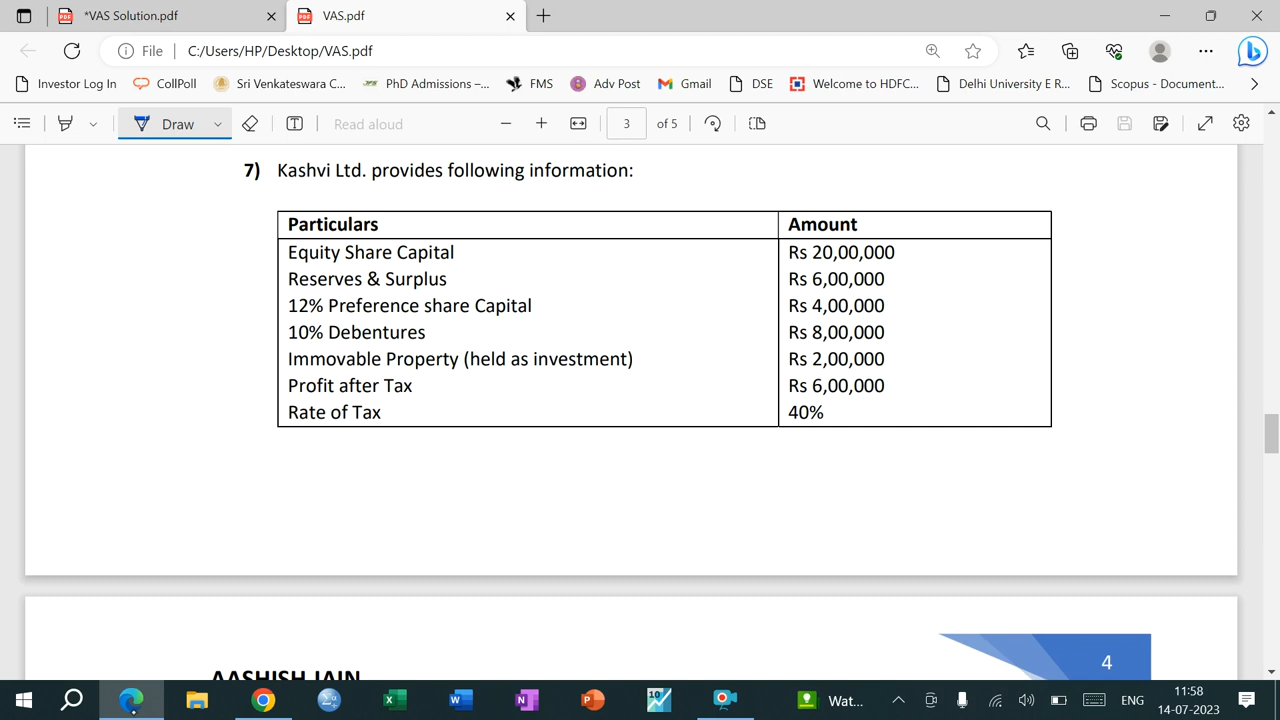 *VAS Solution.pdf
VAS.pdf
File
C:/Users/HP/Desktop/VAS.pdf
Investor Log In
CollPoll
Sri Venkateswara C...
PhD Admissions –...
FMS
Adv Post
Gmail
DSE
Welcome to HDFC...
Delhi University E R...
Scopus - Document...
Draw
Read aloud
3 of 5
7) Kashvi Ltd. provides following information:
Particulars Amount
Equity Share Capital Rs 20,00,000
Reserves & Surplus Rs 6,00,000
12% Preference share Capital Rs 4,00,000
10% Debentures Rs 8,00,000
Immovable Property (held as investment) Rs 2,00,000
Profit after Tax Rs 6,00,000
Rate of Tax 40%
4
AASHISH JAIN
Wat...
ENG
11:58
14-07-2023